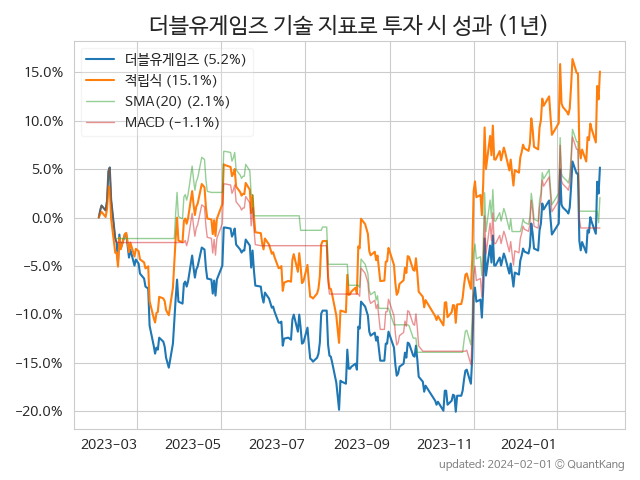 더블유게임즈 기술 지표로 투자 시 성과 (1년)
더블유게임즈 (5.2%)
적립식 (15.1%)
SMA(20) (2.1%)
MACD (−1.1%)
15.0%
10.0%
5.0%
0.0%
−5.0%
−10.0%
−15.0%
−20.0%
2023-03 2023-05 2023-07 2023-09 2023-11 2024-01
updated: 2024-02-01 © QuantKang